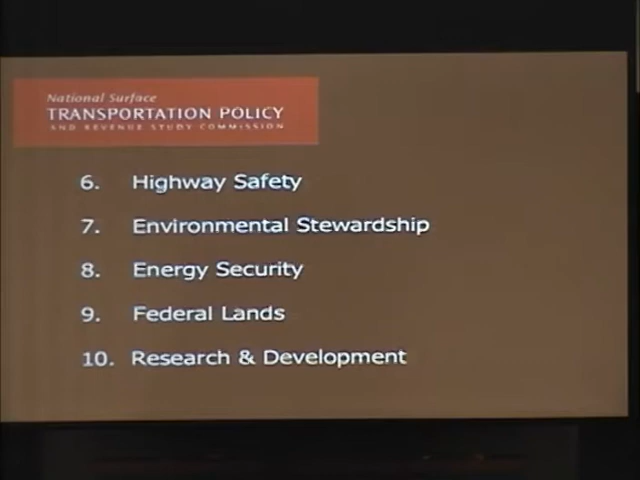 National Surface
TRANSPORTATION POLICY
AND REVENUE STUDY COMMISSION
6. Highway Safety
7. Environmental Stewardship
8. Energy Security
9. Federal Lands
10. Research & Development